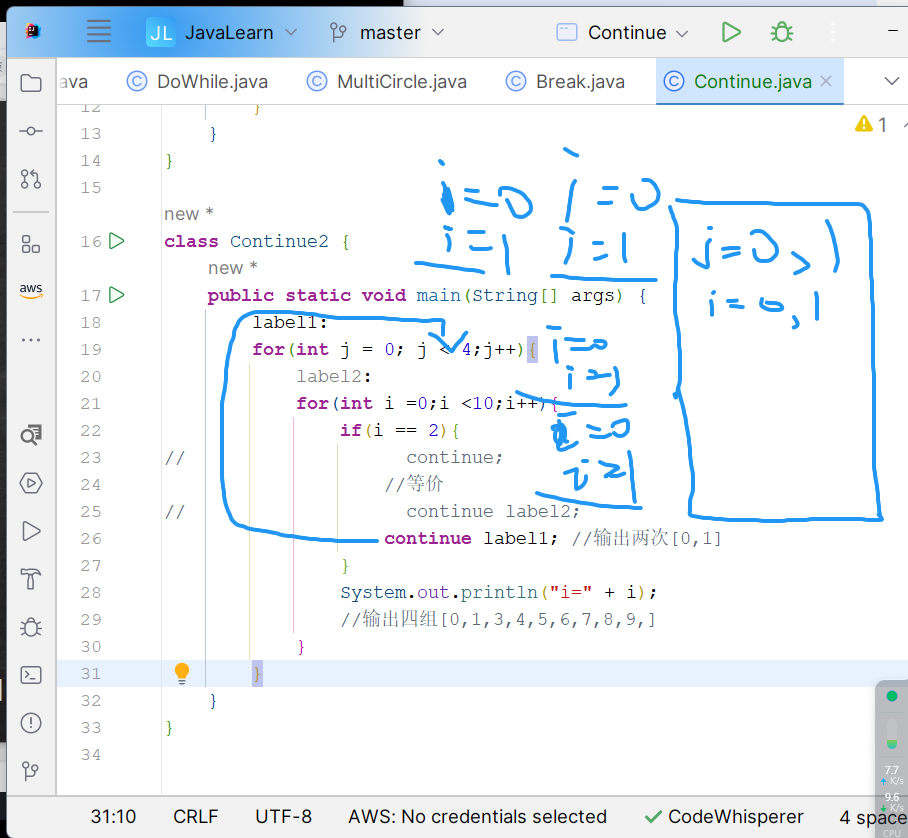 JL JavaLearn master Continue
ava DoWhile.java MultiCircle.java Break.java Continue.java
1
12 }
13 }
14 }
15
new *
16 class Continue2 {
new *
17 public static void main(String[] args) {
18 label1:
19 for(int j = 0; j < 4;j++){
20 label2:
21 for(int i =0;i <10;i++){
22 if(i == 2){
23 // continue;
24 //等价
25 // continue label2;
26 continue label1; //输出两次[0,1]
27 }
28 System.out.println("i=" + i);
29 //输出四组[0,1,3,4,5,6,7,8,9,]
30 }
31 }
32 }
33 }
34
aws
i=0
i=1
i=0
i=1
j=0,1
i=0,1
i=0
i=1
i=0
7.7
K/s
9.6
K/s
CPU
31:10 CRLF UTF-8 AWS: No credentials selected CodeWhisperer 4 space